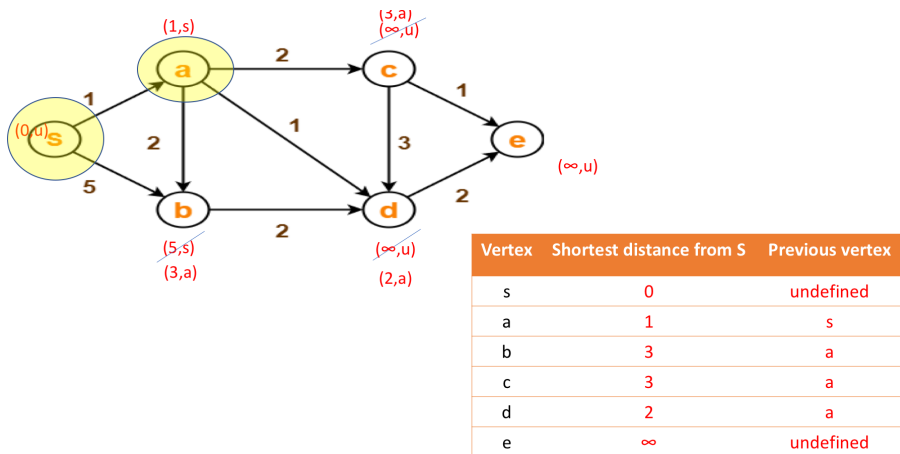 (3,a)
(1,s)
(∞,u)
2
a
c
1
1
(0,u)
s
2
1
3
e
5
2
(∞,u)
b
d
2
(5,s)
(∞,u)
(3,a)
(2,a)
Vertex Shortest distance from S Previous vertex
s 0 undefined
a 1 s
b 3 a
c 3 a
d 2 a
e ∞ undefined